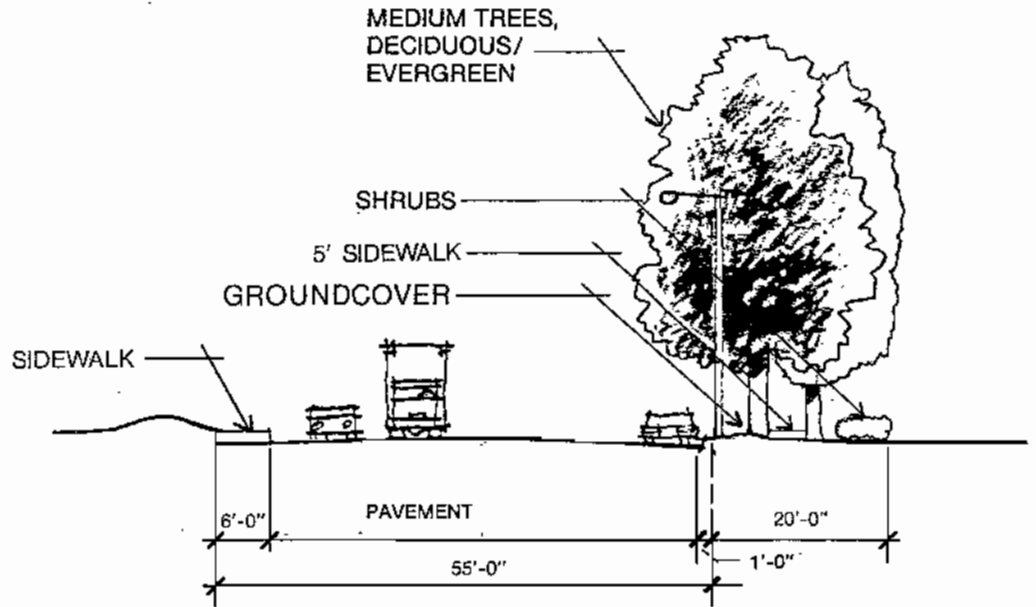 MEDIUM TREES,
DECIDUOUS/
EVERGREEN
SHRUBS
5' SIDEWALK
GROUNDCOVER
SIDEWALK
6'-0"
PAVEMENT
20'-0"
1'-0"
55'-0"